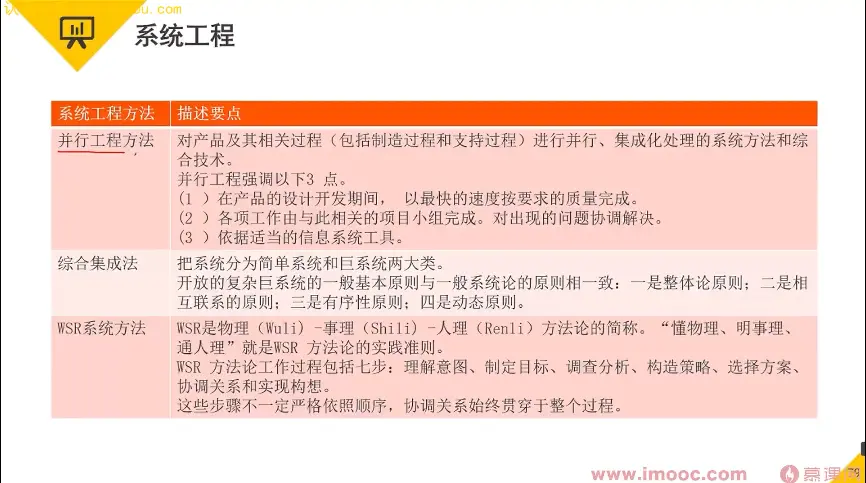 系统工程
系统工程方法 描述要点
并行工程方法 对产品及其相关过程（包括制造过程和支持过程）进行并行、集成化处理的系统方法和综
合技术。
并行工程强调以下3 点。
(1 ）在产品的设计开发期间， 以最快的速度按要求的质量完成。
(2 ）各项工作由与此相关的项目小组完成。对出现的问题协调解决。
(3 ）依据适当的信息系统工具。
综合集成法 把系统分为简单系统和巨系统两大类。
开放的复杂巨系统的一般基本原则与一般系统论的原则相一致：一是整体论原则；二是相
互联系的原则；三是有序性原则；四是动态原则。
WSR系统方法 WSR是物理（Wuli）-事理（Shili）-人理（Renli）方法论的简称。“懂物理、明事理、
通人理”就是WSR 方法论的实践准则。
WSR 方法论工作过程包括七步：理解意图、制定目标、调查分析、构造策略、选择方案、
协调关系和实现构想。
这些步骤不一定严格依照顺序，协调关系始终贯穿于整个过程。
www.imooc.com 慕课
79